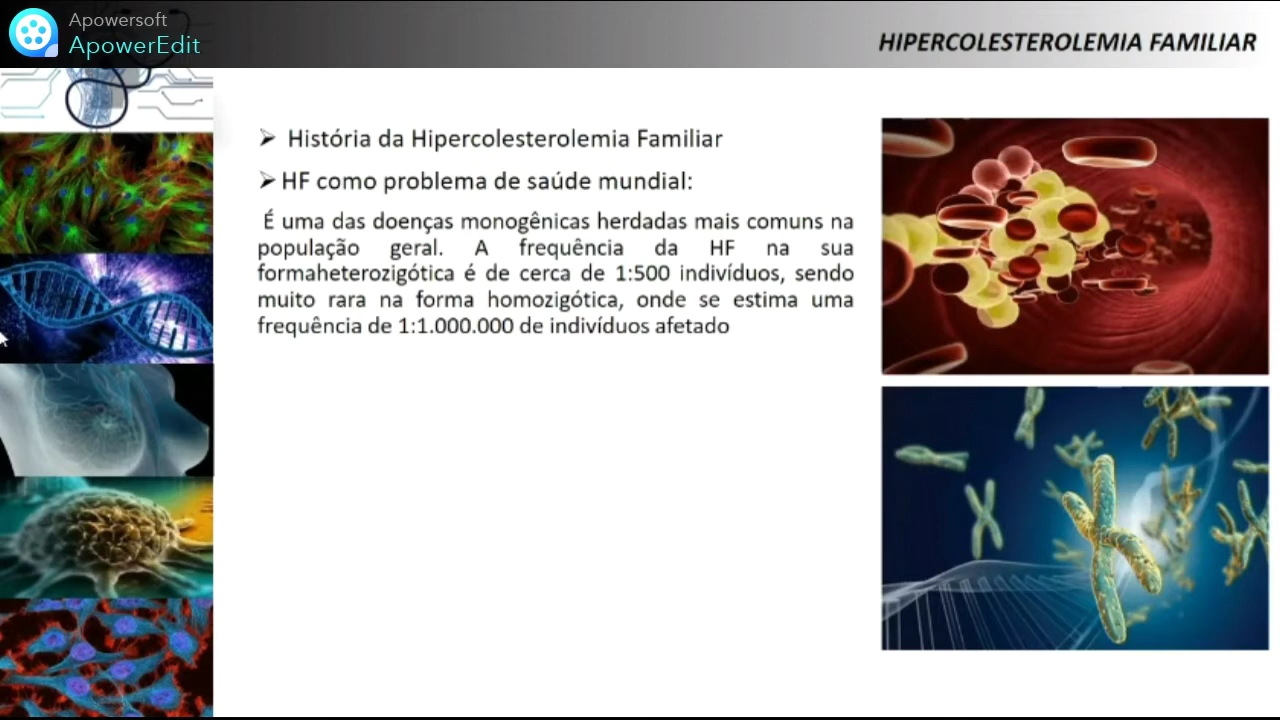 Apowersoft
ApowerEdit
HIPERCOLESTEROLEMIA FAMILIAR
➢ História da Hipercolesterolemia Familiar
➢ HF como problema de saúde mundial:
É uma das doenças monogênicas herdadas mais comuns na
população geral. A frequência da HF na sua
formaheterozigótica é de cerca de 1:500 indivíduos, sendo
muito rara na forma homozigótica, onde se estima uma
frequência de 1:1.000.000 de indivíduos afetado